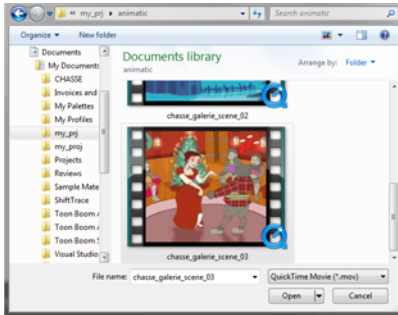 « my_prj ▸ animatic
Search animatic
Organize
New folder
Documents
My Documents
CHASSE
Invoices and
My Palettes
My Profiles
my_prj
my_proj
Projects
Reviews
Sample Mate
ShiftTrace
Toon Boom A
Toon Boom A
Toon Boom S
Visual Studio
Documents library
animatic
Arrange by: Folder
chasse_galerie_scene_02
chasse_galerie_scene_03
File name: chasse_galerie_scene_03
QuickTime Movie (*.mov)
Open
Cancel